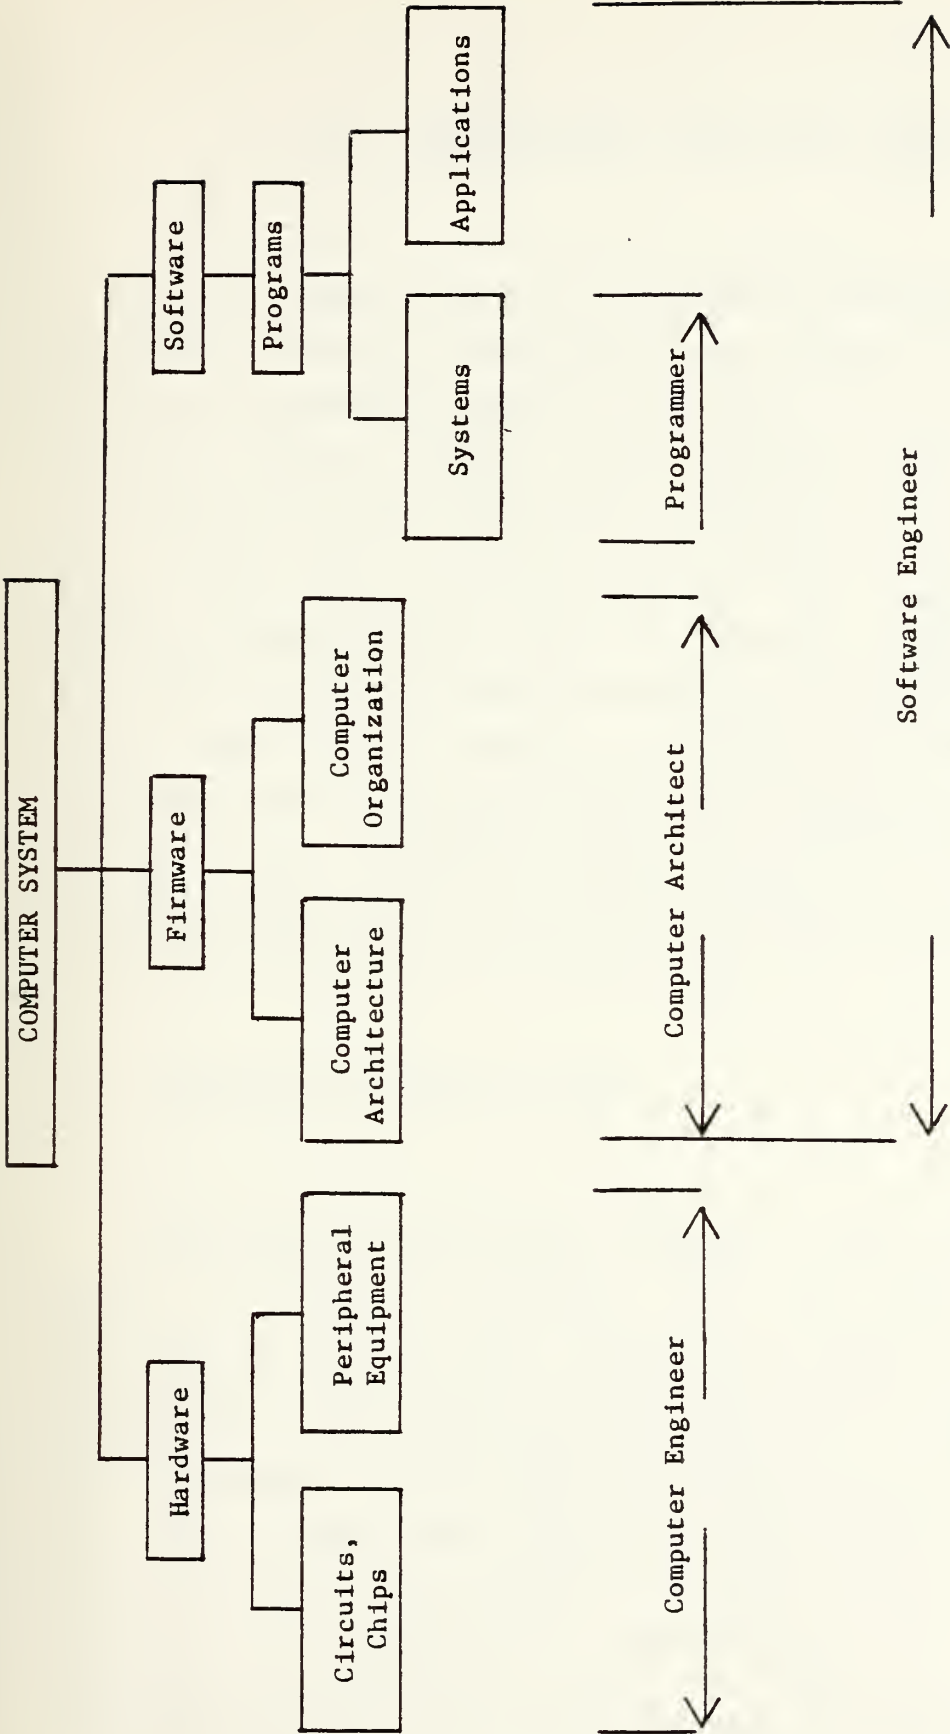 COMPUTER SYSTEM
Hardware
Firmware
Software
Programs
Circuits,
Chips
Peripheral
Equipment
Computer
Architecture
Computer
Organization
Systems
Applications
Computer Engineer
Computer Architect
Programmer
Software Engineer